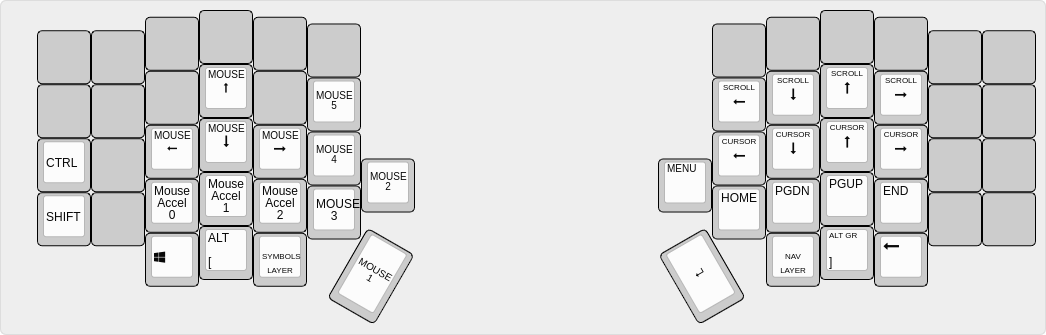 MOUSE
↑
SCROLL
←
SCROLL
↓
SCROLL
↑
SCROLL
→
MOUSE
5
MOUSE
←
MOUSE
↓
MOUSE
→
CURSOR
←
CURSOR
↓
CURSOR
↑
CURSOR
→
CTRL
MOUSE
4
MOUSE
2
MENU
Mouse
Accel
0
Mouse
Accel
1
Mouse
Accel
2
MOUSE
3
HOME
PGDN
PGUP
END
SHIFT
ALT
[
SYMBOLS
LAYER
MOUSE
1
NAV
LAYER
ALT GR
]
←